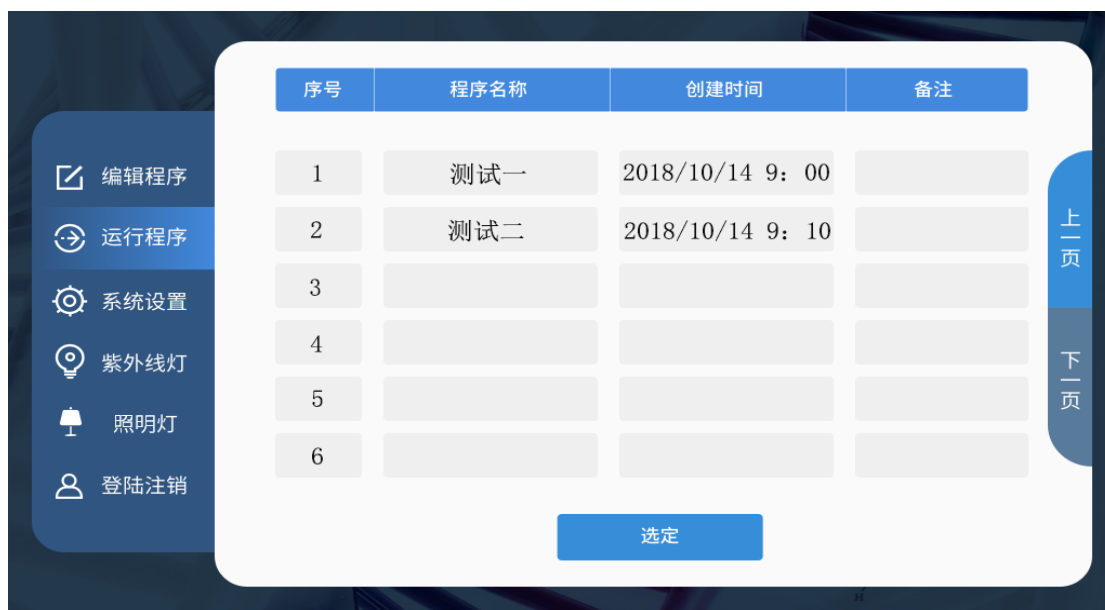 序号 程序名称 创建时间 备注
1 测试一 2018/10/14 9：00
2 测试二 2018/10/14 9：10
3
4
5
6
选定
编辑程序
运行程序
系统设置
紫外线灯
照明灯
登陆注销
上一页
下一页
H